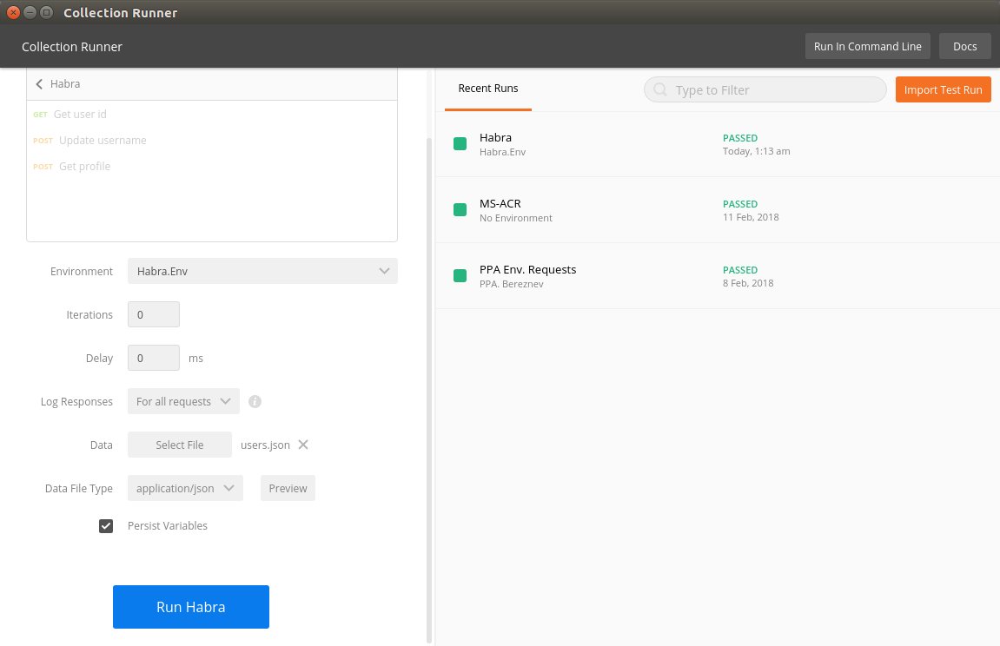 Collection Runner
Collection Runner
Run In Command Line
Docs
Habra
GET Get user id
POST Update username
POST Get profile
Environment Habra.Env
Iterations 0
Delay 0 ms
Log Responses For all requests
Data Select File users.json
Data File Type application/json Preview
Persist Variables
Run Habra
Recent Runs
Type to Filter
Import Test Run
Habra
Habra.Env
PASSED
Today, 1:13 am
MS-ACR
No Environment
PASSED
11 Feb, 2018
PPA Env. Requests
PPA. Bereznev
PASSED
8 Feb, 2018